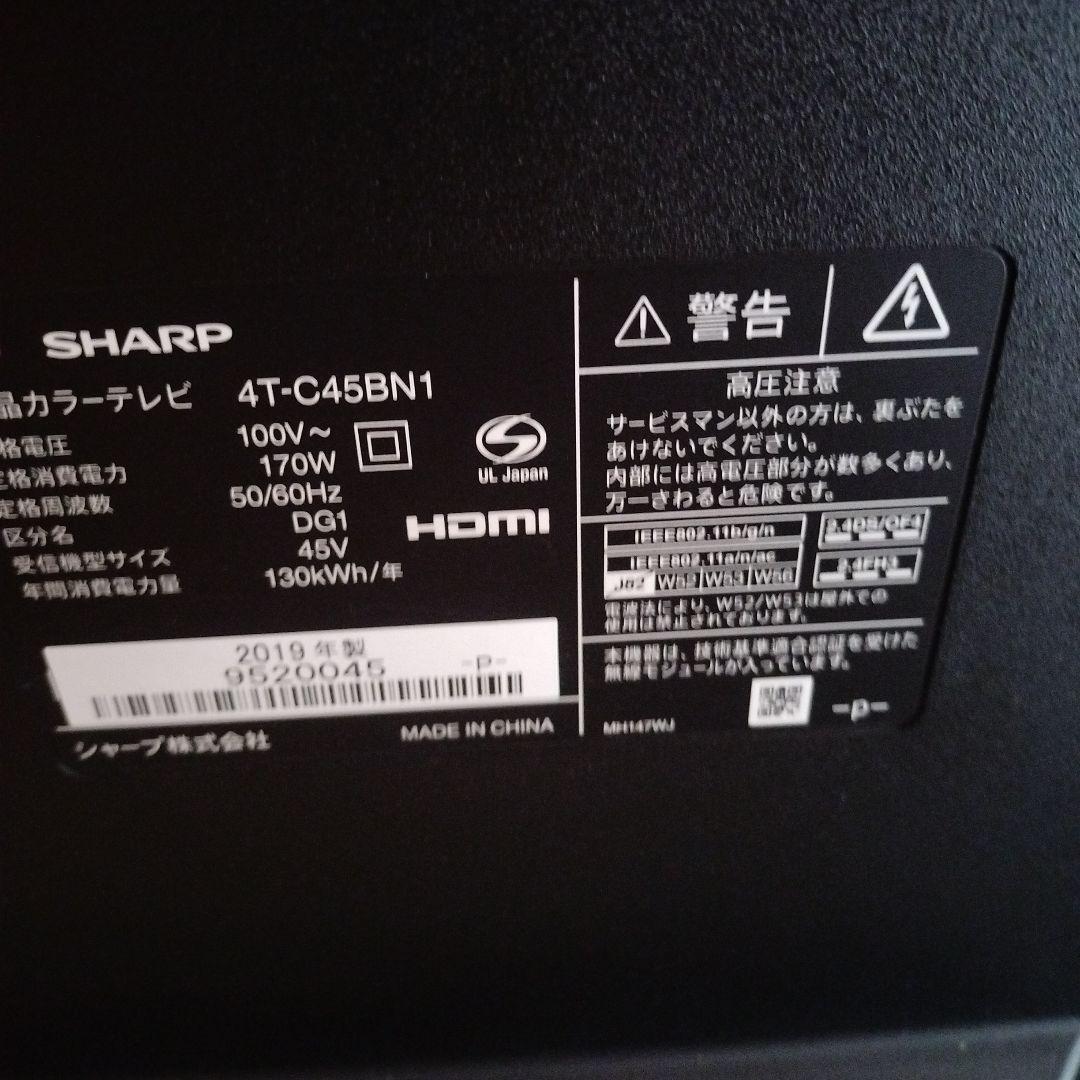 SHARP
晶カラーテレビ 4T-C45BN1
格電圧 100V～
定格消費電力 170W
定格周波数 50/60Hz
区分名 DG1
受信機型サイズ 45V
年間消費電力量 130kWh/年
UL Japan
HDMI
2019 年製
9520045 -P-
シャープ株式会社 MADE IN CHINA
警告
高圧注意
サービスマン以外の方は、裏ぶたを
あけないでください。
内部には高電圧部分が数多くあり、
万一さわると危険です。
IEEE802.11b/g/n
IEEE802.11a/n/ac
J52 W52 W53 W56
2.4DS/OF4
2.4FH3
電波法により、W52/W53は屋外での
使用は禁止されております。
本機器は、技術基準適合認証を受けた
無線モジュールが入っています。
MH147WJ -P-